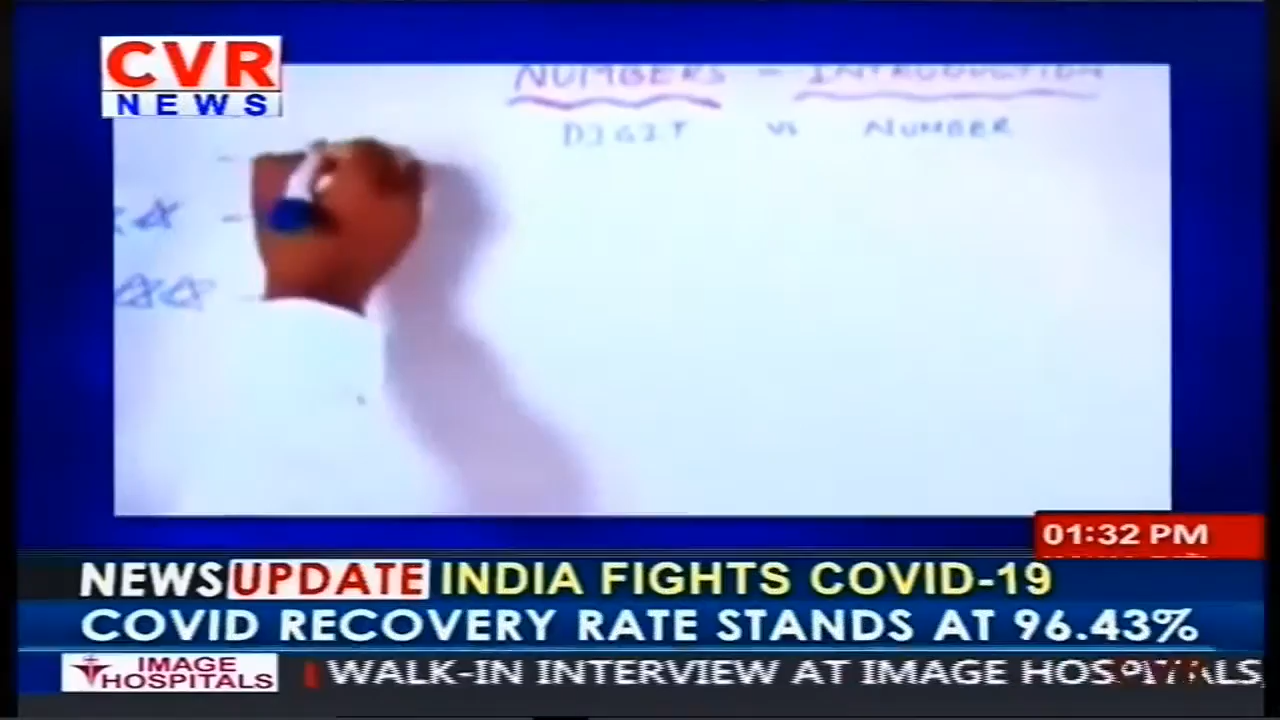 CVR
NEWS
NUMBERS - INTRODUCTION
DIGIT vs NUMBER
01:32 PM
NEWS UPDATE INDIA FIGHTS COVID-19
COVID RECOVERY RATE STANDS AT 96.43%
IMAGE HOSPITALS WALK-IN INTERVIEW AT IMAGE HOSPITALS,